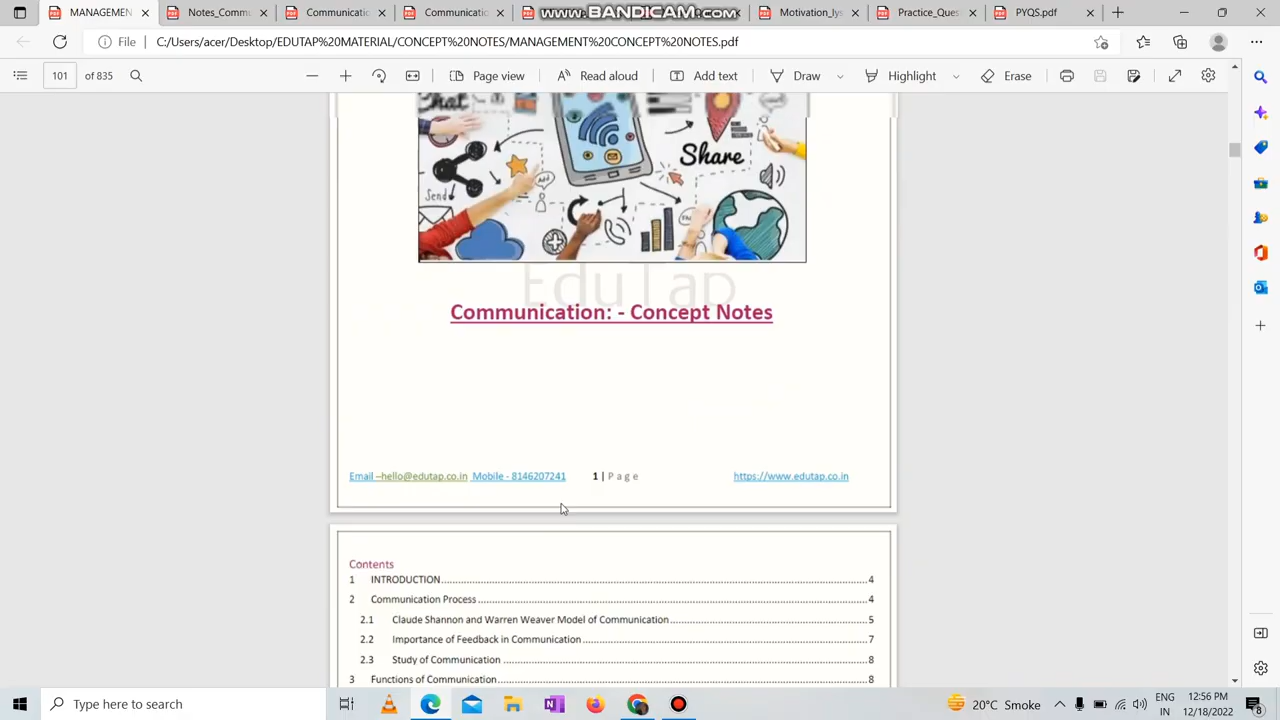 MANAGEMEN
Notes_Commu
Communicatio
Communicatio
www.BANDICAM.com
Motivation_lys
Practice_Ques
PYQS.pdf
File
C:/Users/acer/Desktop/EDUTAP%20MATERIAL/CONCEPT%20NOTES/MANAGEMENT%20CONCEPT%20NOTES.pdf
101 of 835
Page view
Read aloud
Add text
Draw
Highlight
Erase
Chat
Share
Send
EduTap
Communication: - Concept Notes
Email –hello@edutap.co.in Mobile - 8146207241 1 | Page https://www.edutap.co.in
Contents
1 INTRODUCTION 4
2 Communication Process 4
2.1 Claude Shannon and Warren Weaver Model of Communication 5
2.2 Importance of Feedback in Communication 7
2.3 Study of Communication 8
3 Functions of Communication 8
Type here to search
20°C Smoke
ENG
IN
12:56 PM
12/18/2022
8